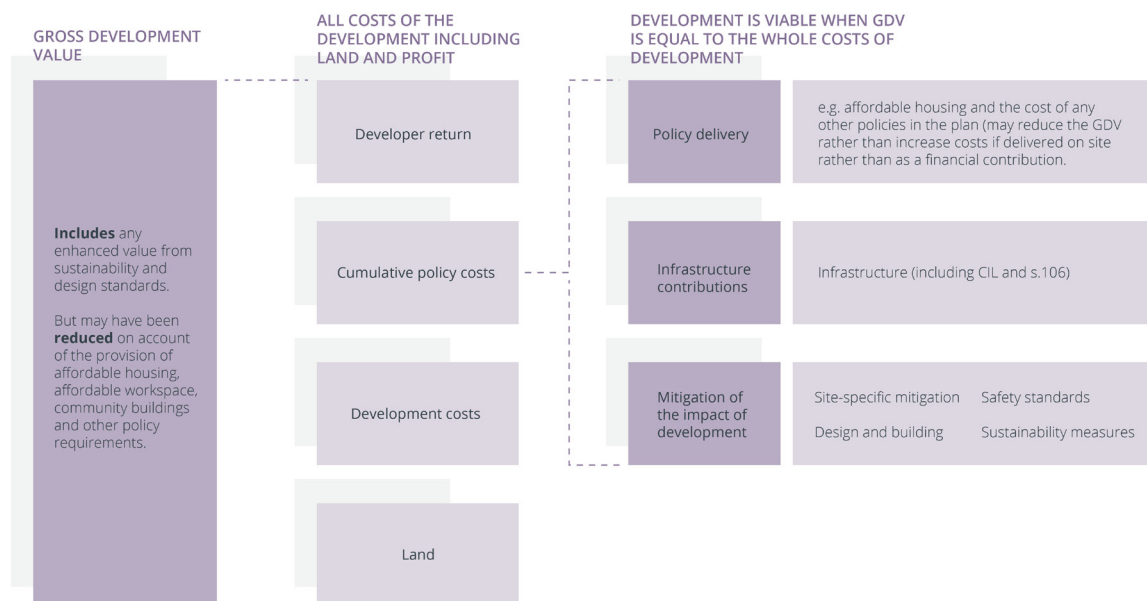 GROSS DEVELOPMENT
VALUE
Includes any
enhanced value from
sustainability and
design standards.
But may have been
reduced on account
of the provision of
affordable housing,
affordable workspace,
community buildings
and other policy
requirements.
ALL COSTS OF THE
DEVELOPMENT INCLUDING
LAND AND PROFIT
Developer return
Cumulative policy costs
Development costs
Land
DEVELOPMENT IS VIABLE WHEN GDV
IS EQUAL TO THE WHOLE COSTS OF
DEVELOPMENT
Policy delivery
e.g. affordable housing and the cost of any
other policies in the plan (may reduce the GDV
rather than increase costs if delivered on site
rather than as a financial contribution.
Infrastructure
contributions
Infrastructure (including CIL and s.106)
Mitigation of
the impact of
development
Site-specific mitigation
Safety standards
Design and building
Sustainability measures